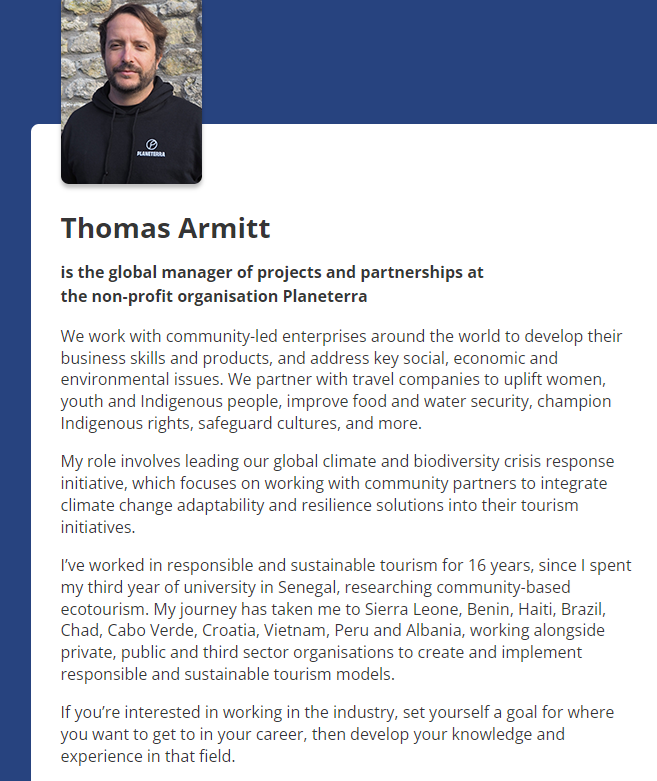 PLANETERRA
Thomas Armitt
is the global manager of projects and partnerships at
the non-profit organisation Planeterra
We work with community-led enterprises around the world to develop their
business skills and products, and address key social, economic and
environmental issues. We partner with travel companies to uplift women,
youth and Indigenous people, improve food and water security, champion
Indigenous rights, safeguard cultures, and more.
My role involves leading our global climate and biodiversity crisis response
initiative, which focuses on working with community partners to integrate
climate change adaptability and resilience solutions into their tourism
initiatives.
I’ve worked in responsible and sustainable tourism for 16 years, since I spent
my third year of university in Senegal, researching community-based
ecotourism. My journey has taken me to Sierra Leone, Benin, Haiti, Brazil,
Chad, Cabo Verde, Croatia, Vietnam, Peru and Albania, working alongside
private, public and third sector organisations to create and implement
responsible and sustainable tourism models.
If you’re interested in working in the industry, set yourself a goal for where
you want to get to in your career, then develop your knowledge and
experience in that field.